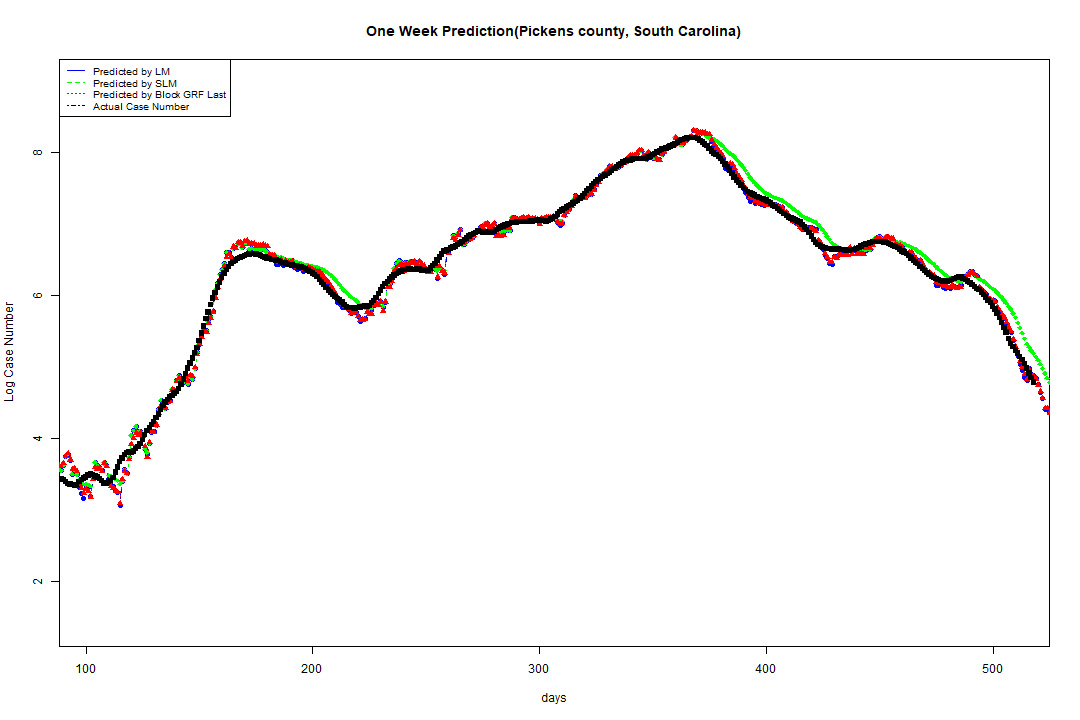 One Week Prediction(Pickens county, South Carolina)
Predicted by LM
Predicted by SLM
Predicted by Block GRF Last
Actual Case Number
8
6
4
2
Log Case Number
100 200 300 400 500
days